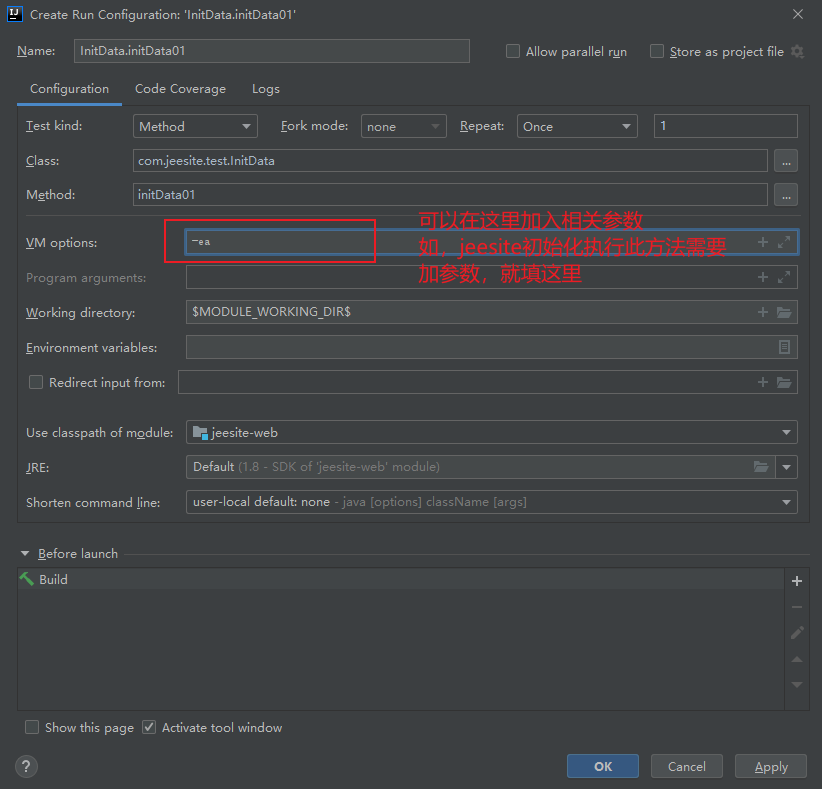 Create Run Configuration: 'InitData.initData01'
Name: InitData.initData01 Allow parallel run Store as project file
Configuration Code Coverage Logs
Test kind: Method Fork mode: none Repeat: Once 1
Class: com.jeesite.test.InitData ...
Method: initData01 ...
可以在这里加入相关参数
VM options: -ea
如，jeesite初始化执行此方法需要
加参数，就填这里
Program arguments:
Working directory: $MODULE_WORKING_DIR$
Environment variables:
Redirect input from:
Use classpath of module: jeesite-web
JRE: Default (1.8 - SDK of 'jeesite-web' module)
Shorten command line: user-local default: none - java [options] className [args]
Before launch
Build
Show this page Activate tool window
? OK Cancel Apply